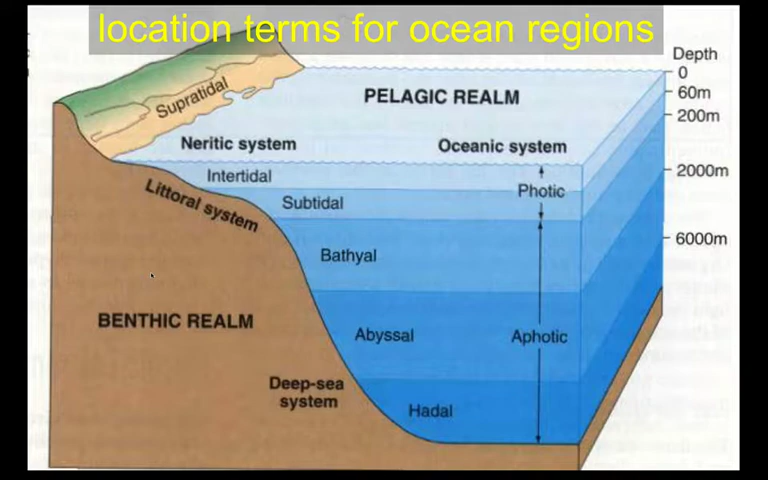 location terms for ocean regions
Depth
0
60m
200m
2000m
6000m
Supratidal
PELAGIC REALM
Neritic system
Oceanic system
Intertidal
Photic
Littoral system
Subtidal
Bathyal
BENTHIC REALM
Abyssal
Aphotic
Deep-sea
system
Hadal